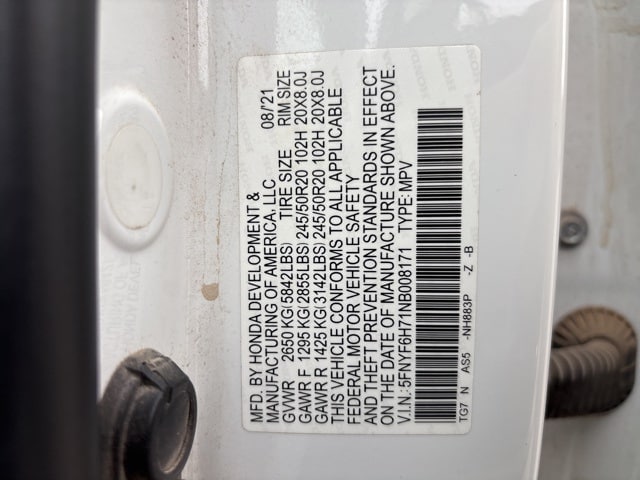 MFD. BY HONDA DEVELOPMENT &
MANUFACTURING OF AMERICA, LLC 08/'21
GVWR 2650 KG(5842LBS) TIRE SIZE RIM SIZE
GAWR F 1295 KG(2855LBS) 245/50R20 102H 20X8.0J
GAWR R 1425 KG(3142LBS) 245/50R20 102H 20X8.0J
THIS VEHICLE CONFORMS TO ALL APPLICABLE
FEDERAL MOTOR VEHICLE SAFETY
AND THEFT PREVENTION STANDARDS IN EFFECT
ON THE DATE OF MANUFACTURE SHOWN ABOVE.
V.I.N.:5FNYF6H71NB008171 TYPE:MPV
TG7 N AS5 -NH883P -Z -B